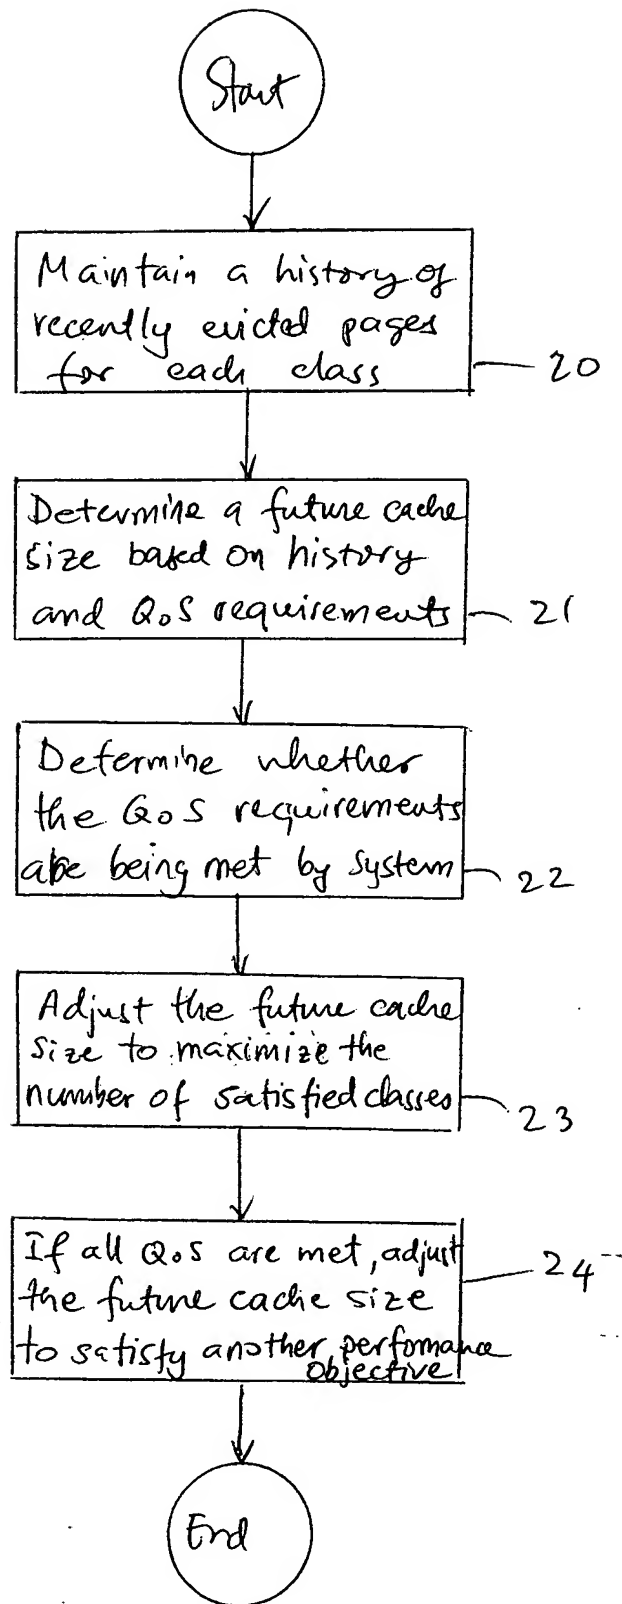 Start
Maintain a history of
recently evicted pages
for each class
20
Determine a future cache
size based on history
and QoS requirements
21
Determine whether
the QoS requirements
are being met by system
22
Adjust the future cache
size to maximize the
number of satisfied classes
23
If all QoS are met, adjust
the future cache size
to satisfy another perfomance
objective
24
End